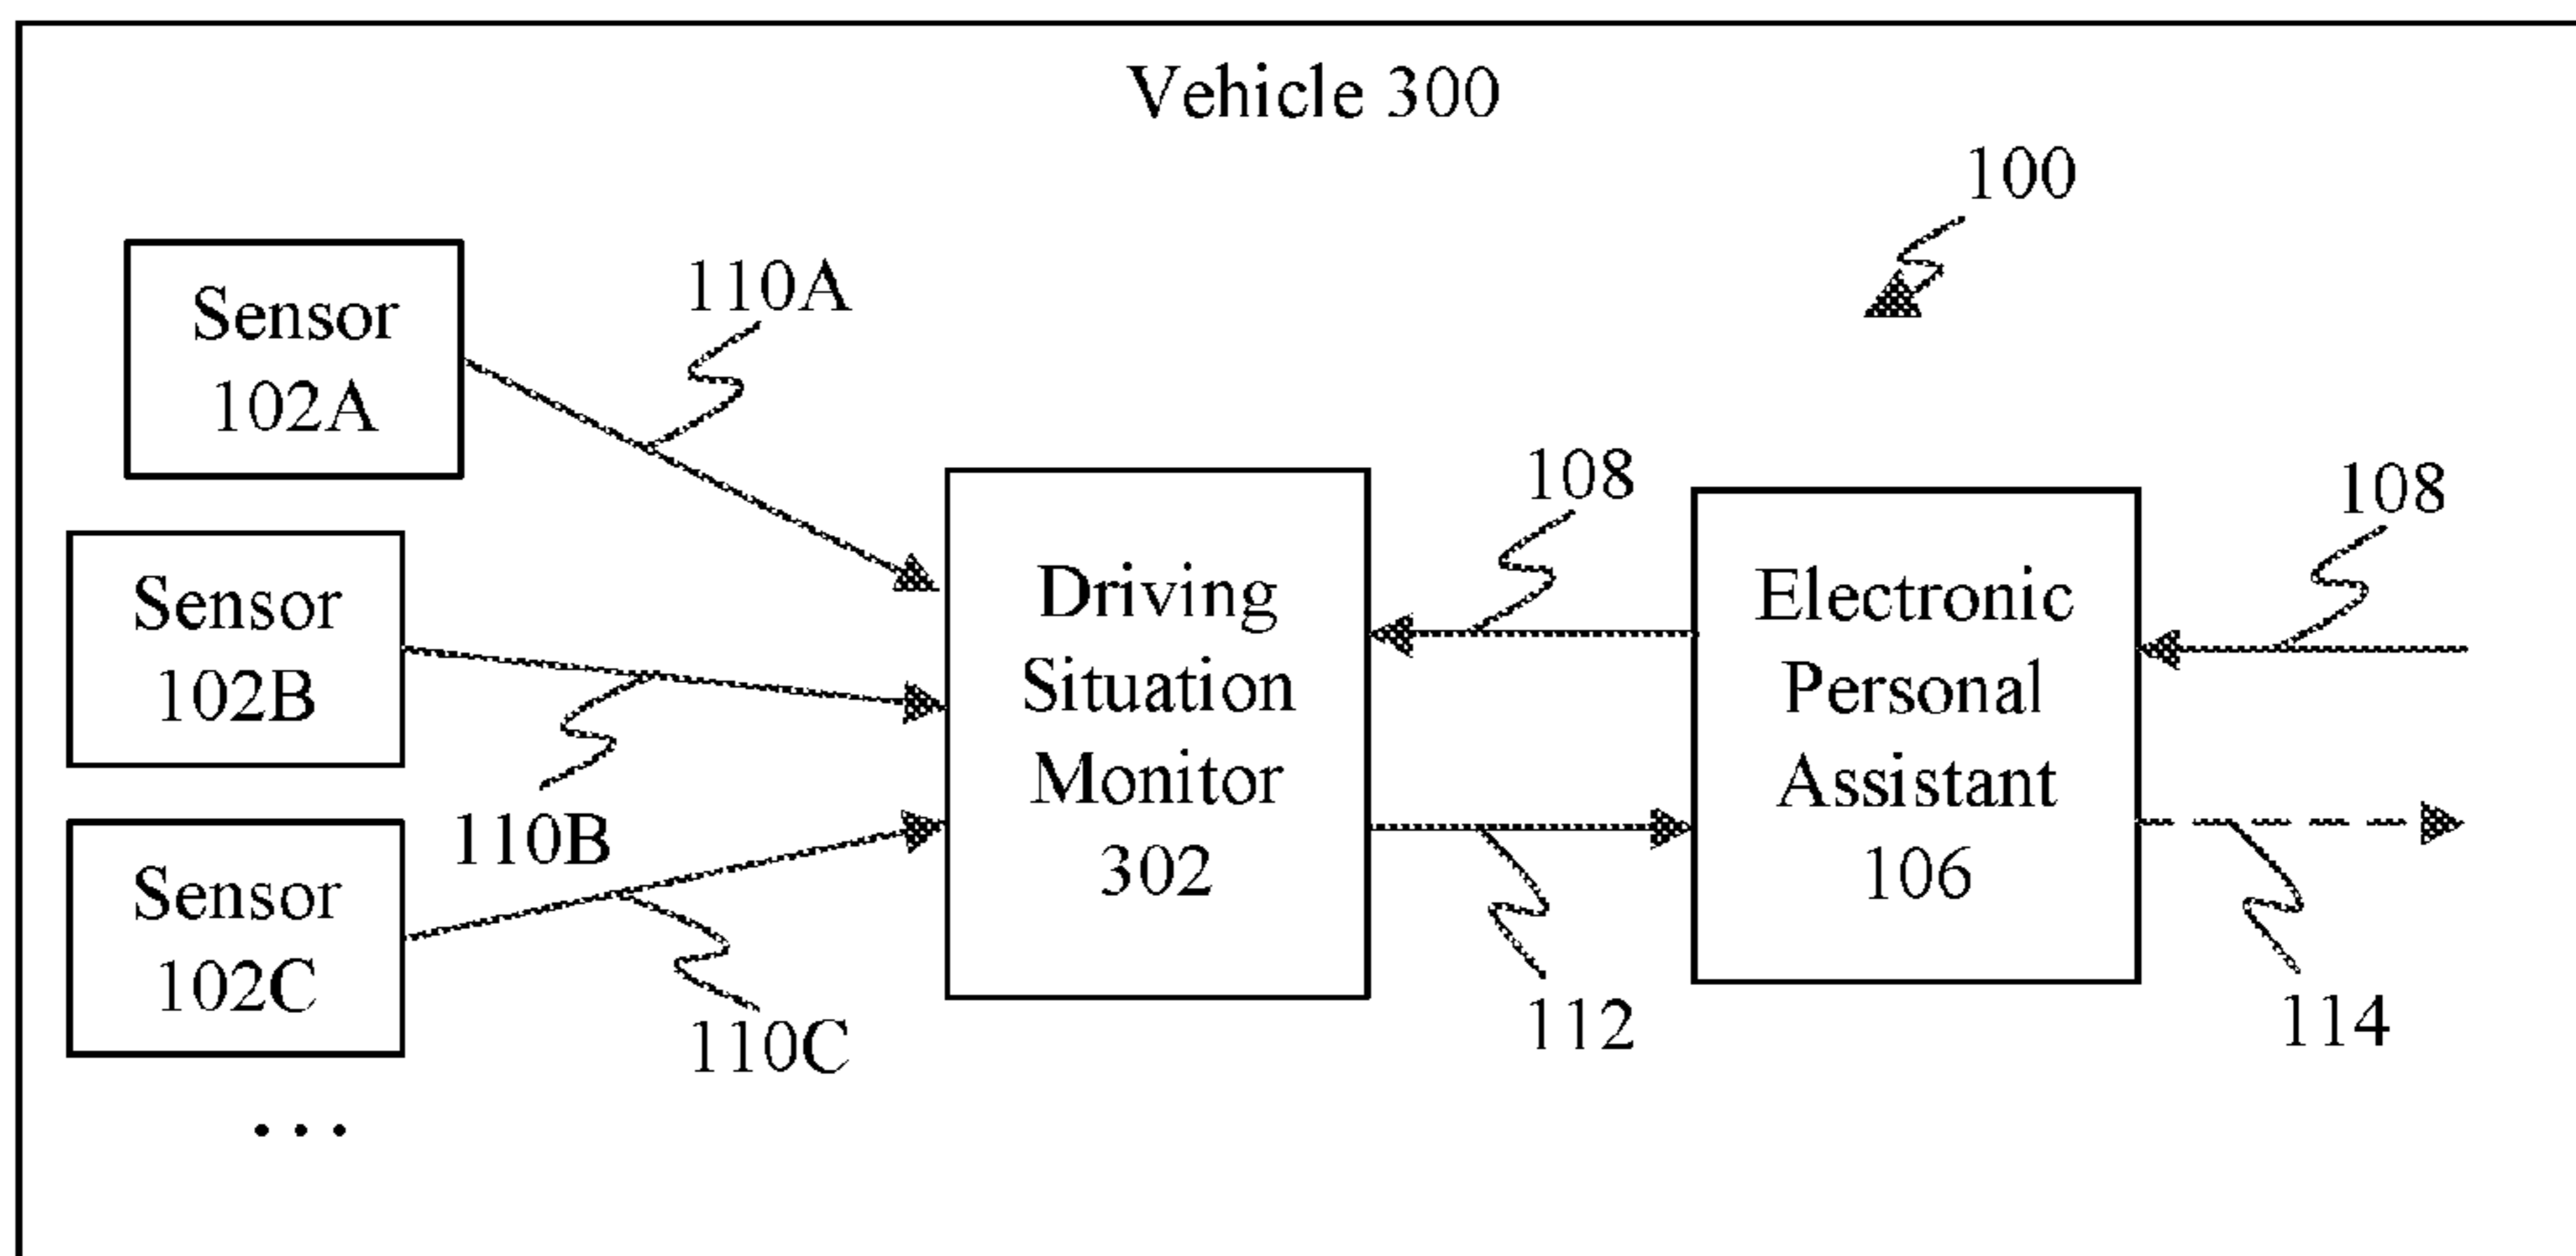 Vehicle 300
100
Sensor
102A
110A
Sensor
102B
110B
Sensor
102C
110C
. . .
Driving
Situation
Monitor
302
108
112
Electronic
Personal
Assistant
106
108
114